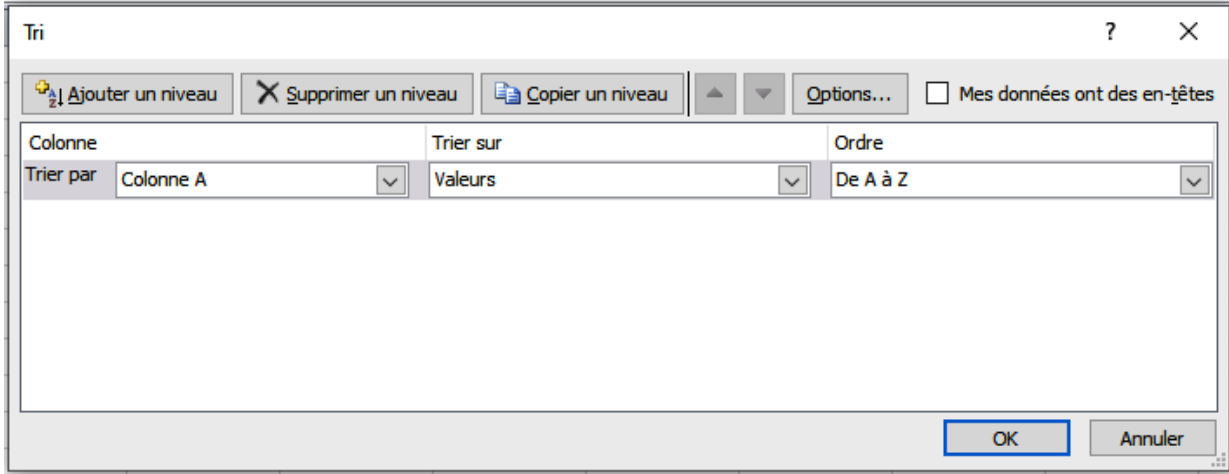 Tri ?
Ajouter un niveau Supprimer un niveau Copier un niveau Options... Mes données ont des en-têtes
Colonne Trier sur Ordre
Trier par Colonne A Valeurs De A à Z
OK Annuler